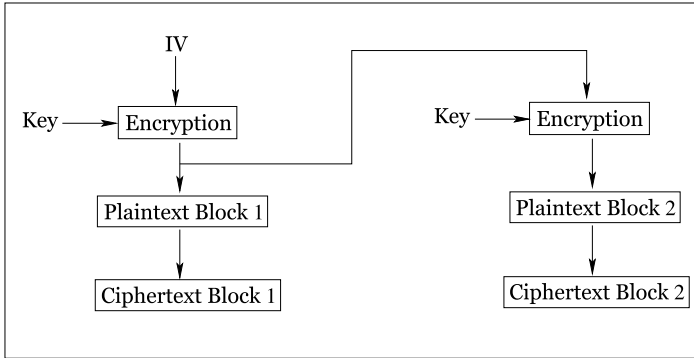 IV
Key
Encryption
Plaintext Block 1
Ciphertext Block 1
Key
Encryption
Plaintext Block 2
Ciphertext Block 2